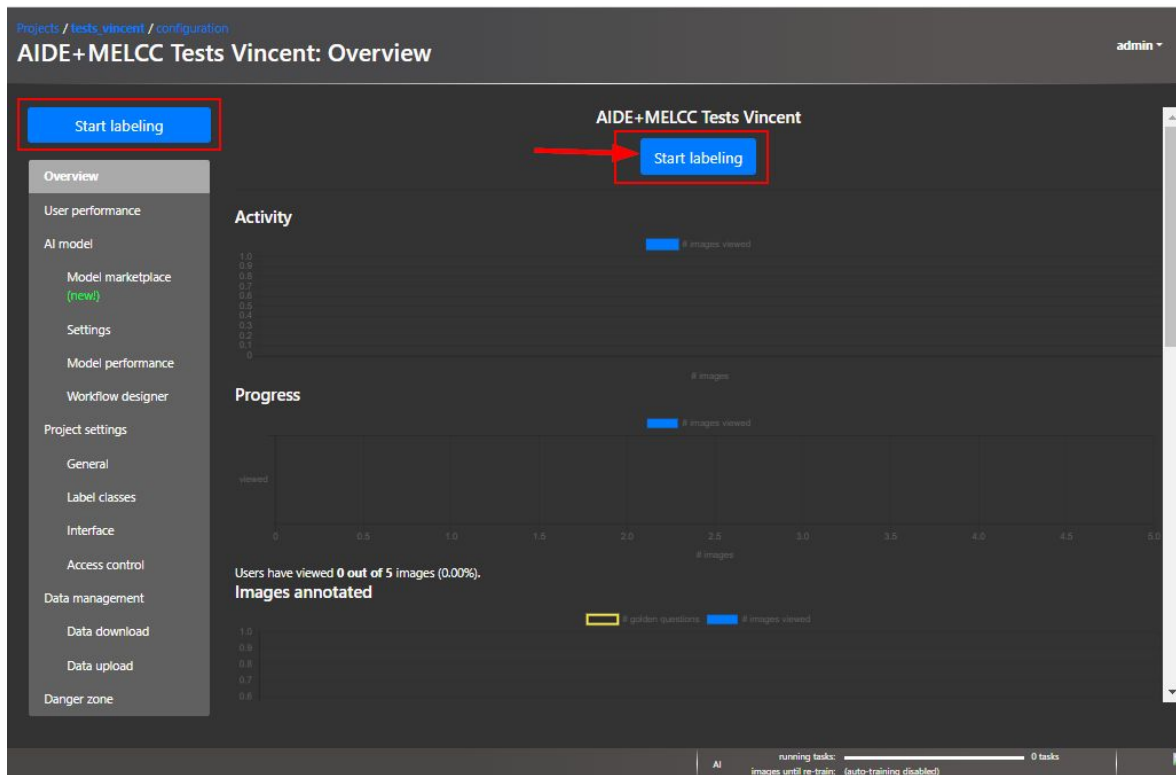 Projects / tests_vincent / configuration
AIDE+MELCC Tests Vincent: Overview
admin
Start labeling
Overview
User performance
AI model
Model marketplace
(new!)
Settings
Model performance
Workflow designer
Project settings
General
Label classes
Interface
Access control
Data management
Data download
Data upload
Danger zone
AIDE+MELCC Tests Vincent
Start labeling
Activity
# images viewed
1.0
0.9
0.8
0.7
0.6
0.5
0.4
0.3
0.2
0.1
0
# images
Progress
# images viewed
viewed
0 0.5 1.0 1.5 2.0 2.5 3.0 3.5 4.0 4.5 5.0
# images
Users have viewed 0 out of 5 images (0.00%).
Images annotated
# golden questions # images viewed
1.0
0.9
0.8
0.7
0.6
AI
running tasks: 0 tasks
images until re-train: (auto-training disabled)